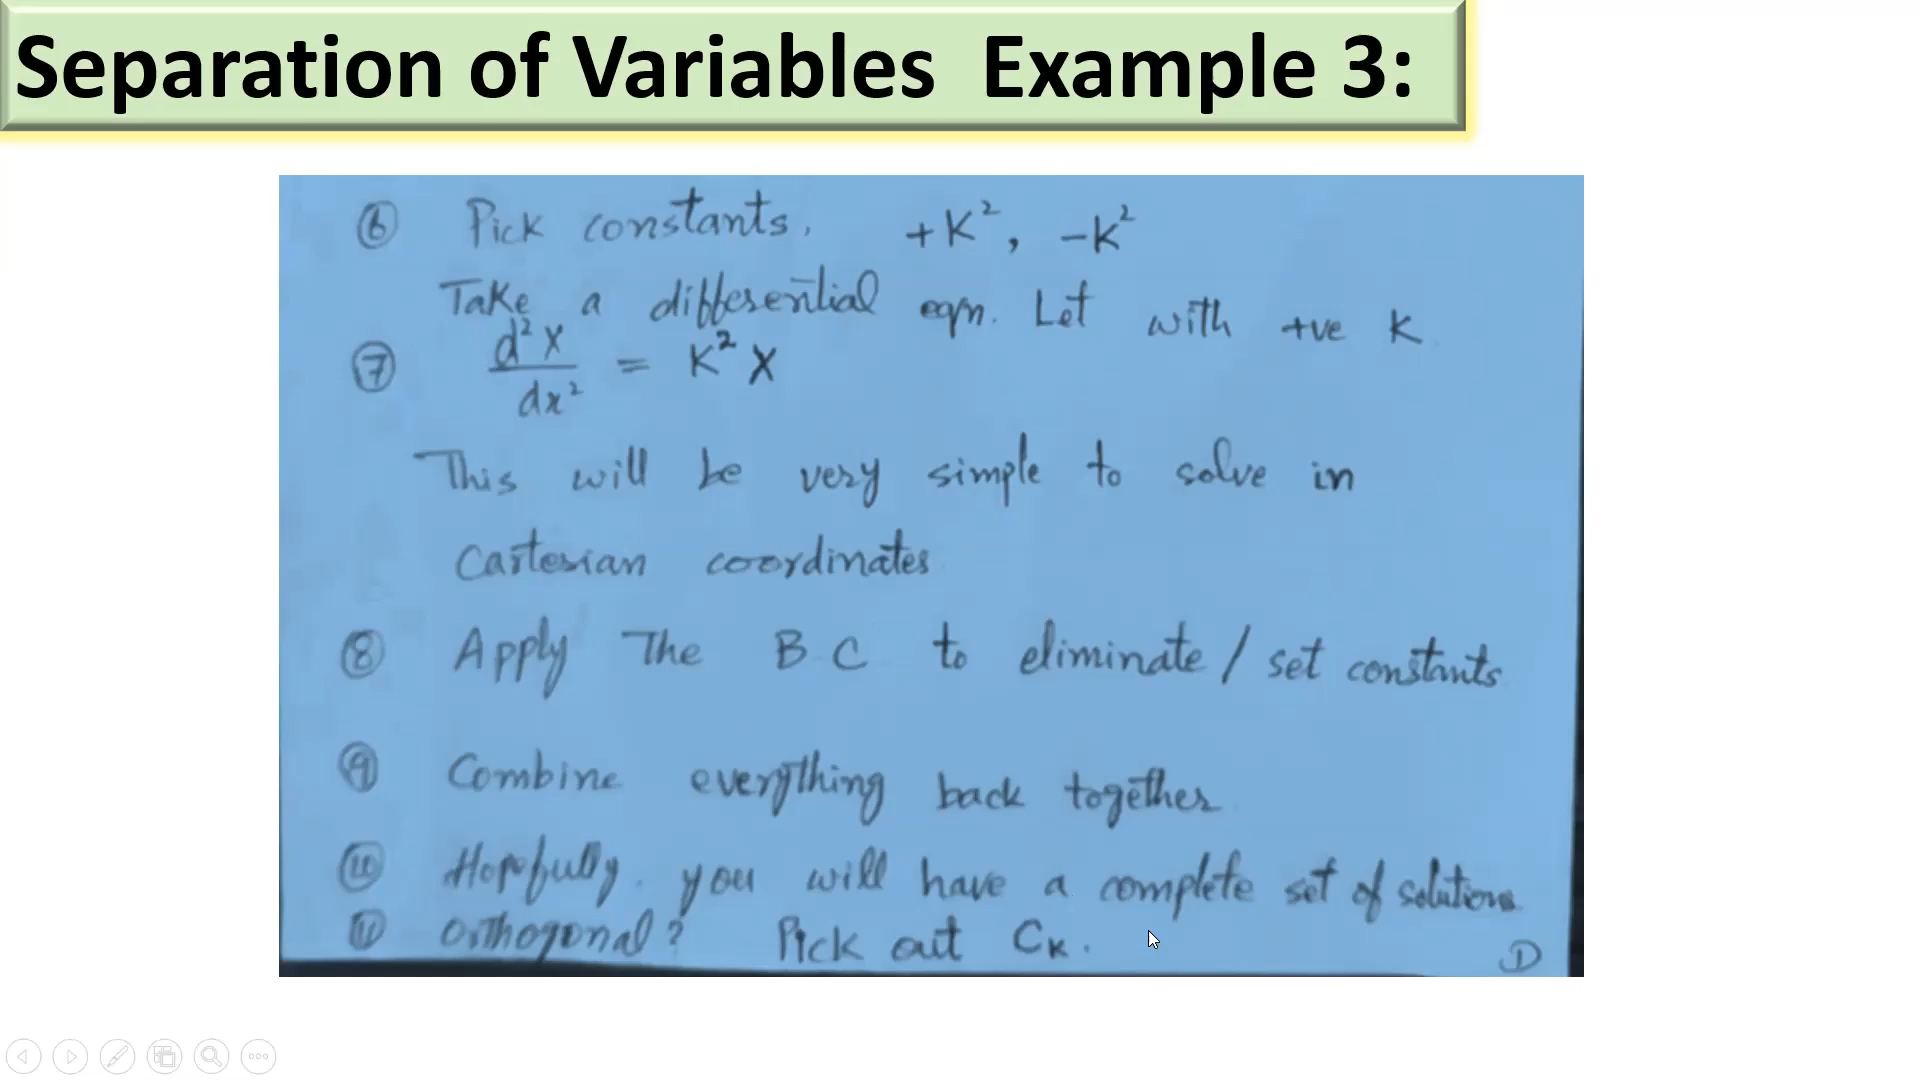 Separation of Variables Example 3:
⑥ Pick constants. +K², -K²
Take a differential eqn. Let with +ve K
⑦ d²X/dx² = K²X
This will be very simple to solve in
Cartesian coordinates
⑧ Apply The B C to eliminate / set constants
⑨ Combine everything back together
⑩ Hopefully. you will have a complete set of solutions
⑪ Orthogonal? Pick out Cₖ.